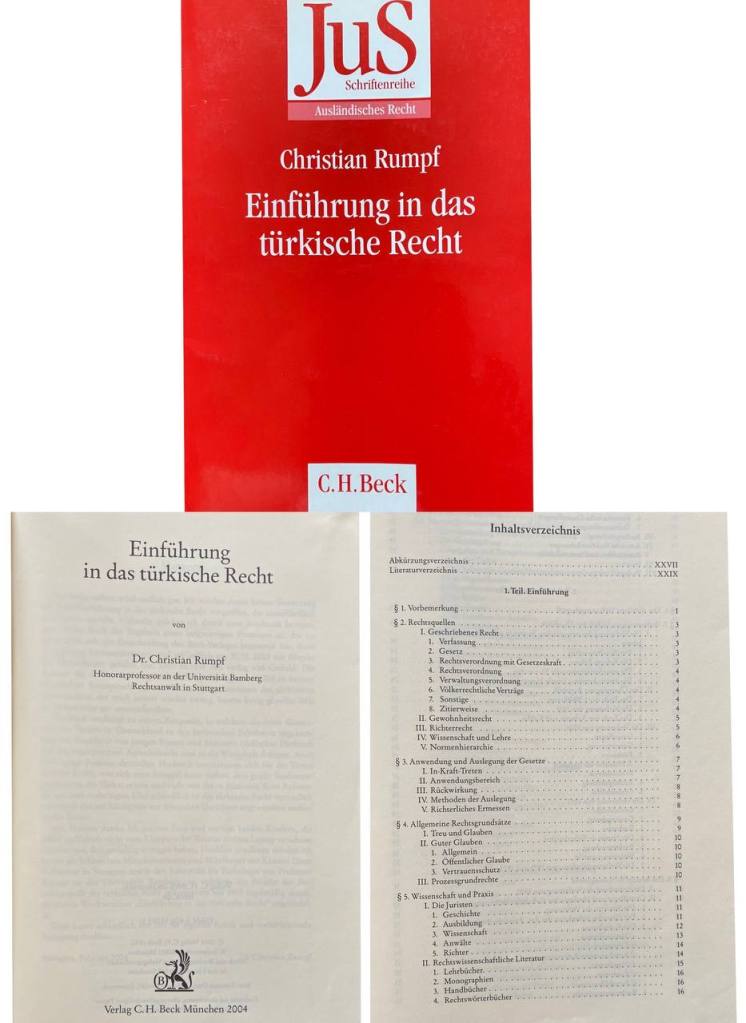 JuS
Schriftenreihe
Ausländisches Recht
Christian Rumpf
Einführung in das
türkische Recht
C.H.Beck
Einführung
in das türkische Recht
von
Dr. Christian Rumpf
Honorarprofessor an der Universität Bamberg
Rechtsanwalt in Stuttgart
B
Verlag C. H. Beck München 2004
Inhaltsverzeichnis
Abkürzungsverzeichnis XXVII
Literaturverzeichnis XXIX
1. Teil. Einführung
§ 1. Vorbemerkung 1
§ 2. Rechtsquellen 3
I. Geschriebenes Recht 3
1. Verfassung 3
2. Gesetz 3
3. Rechtsverordnung mit Gesetzeskraft 3
4. Rechtsverordnung 4
5. Verwaltungsverordnung 4
6. Völkerrechtliche Verträge 4
7. Sonstige 4
8. Zitierweise 4
II. Gewohnheitsrecht 5
III. Richterrecht 5
IV. Wissenschaft und Lehre 6
V. Normenhierarchie 6
§ 3. Anwendung und Auslegung der Gesetze 7
I. In-Kraft-Treten 7
II. Anwendungsbereich 7
III. Rückwirkung 8
IV. Methoden der Auslegung 8
V. Richterliches Ermessen 8
§ 4. Allgemeine Rechtsgrundsätze 9
I. Treu und Glauben 9
II. Guter Glauben 10
1. Allgemein 10
2. Öffentlicher Glaube 10
3. Vertrauensschutz 10
III. Prozessgrundrechte 10
§ 5. Wissenschaft und Praxis 11
I. Die Juristen 11
1. Geschichte 11
2. Ausbildung 12
3. Wissenschaft 13
4. Anwälte 14
5. Richter 14
II. Rechtswissenschaftliche Literatur 15
1. Lehrbücher 16
2. Monographien 16
3. Handbücher 16
4. Rechtswörterbücher 16